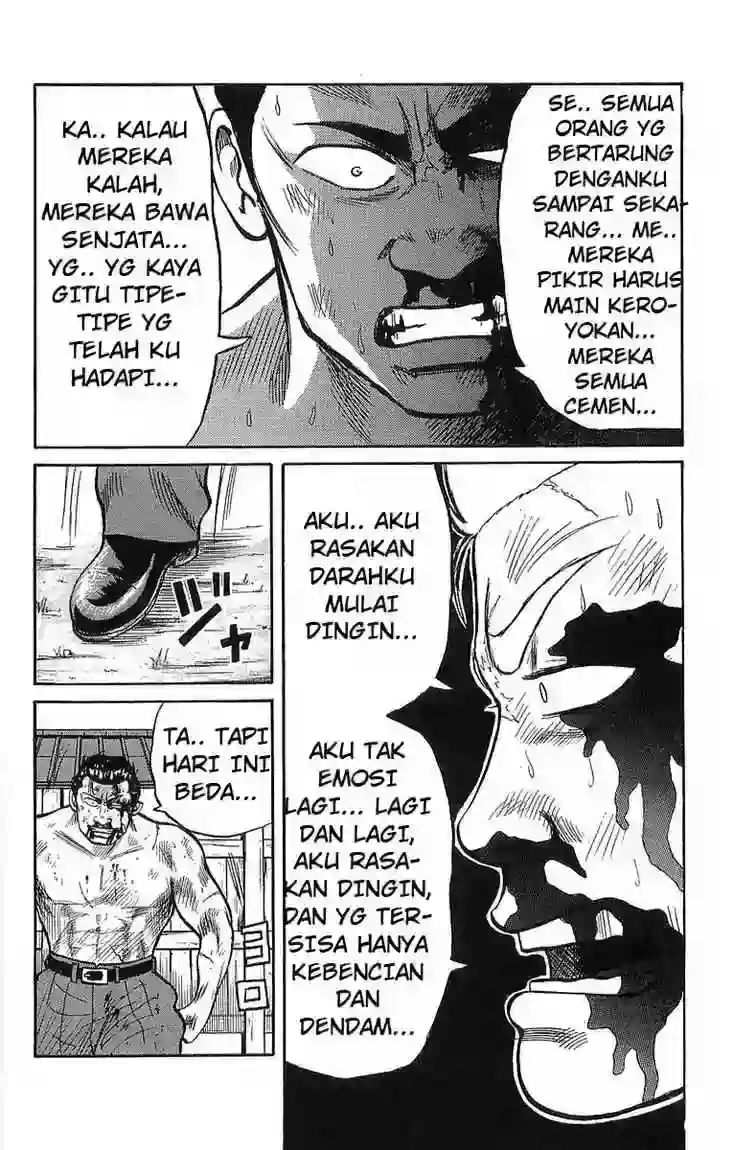 SE.. SEMUA
ORANG YG
BERTARUNG
DENGANKU
SAMPAI SEKA-
RANG... ME..
MEREKA
PIKIR HARUS
MAIN KERO-
YOKAN...
MEREKA
SEMUA
CEMEN...
KA.. KALAU
MEREKA
KALAH,
MEREKA BAWA
SENJATA...
YG.. YG KAYA
GITU TIPE-
TIPE YG
TELAH KU
HADAPI...
AKU.. AKU
RASAKAN
DARAHKU
MULAI
DINGIN...
AKU TAK
EMOSI
LAGI... LAGI
DAN LAGI,
AKU RASA-
KAN DINGIN,
DAN YG TER-
SISA HANYA
KEBENCIAN
DAN
DENDAM...
ズシャ
TA.. TAPI
HARI INI
BEDA...